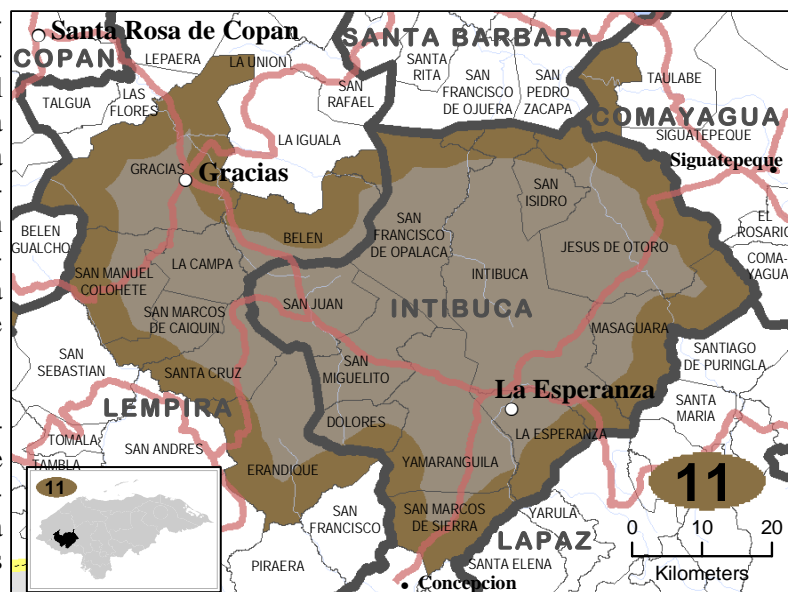 Santa Rosa de Copan
SANTA BARBARA
COPAN
LEPAERA
LA UNION
SANTA
RITA
SAN
FRANCISCO
DE OJUERA
SAN
PEDRO
ZACAPA
TAULABE
TALGUA
LAS
FLORES
SAN
RAFAEL
COMAYAGUA
SIGUATEPEQUE
LA IGUALA
Siguatepeque
GRACIAS
Gracias
SAN
ISIDRO
BELEN
GUALCHO
BELEN
SAN
FRANCISCO
DE OPALACA
JESUS DE OTORO
EL
ROSARIO
COMA-
YAGUA
LA CAMPA
SAN MANUEL
COLOHETE
INTIBUCA
SAN JUAN
INTIBUCA
SAN MARCOS
DE CAIQUIN
MASAGUARA
SAN
SEBASTIAN
SAN
MIGUELITO
SANTIAGO
DE PURINGLA
SANTA CRUZ
La Esperanza
LEMPIRA
SANTA
MARIA
DOLORES
LA ESPERANZA
TOMALA
SAN ANDRES
TAMBLA
ERANDIQUE
YAMARANGUILA
11
11
SAN
FRANCISCO
SAN MARCOS
DE SIERRA
YARULA
LAPAZ
0 10 20
Kilometers
PIRAERA
SANTA ELENA
Concepcion